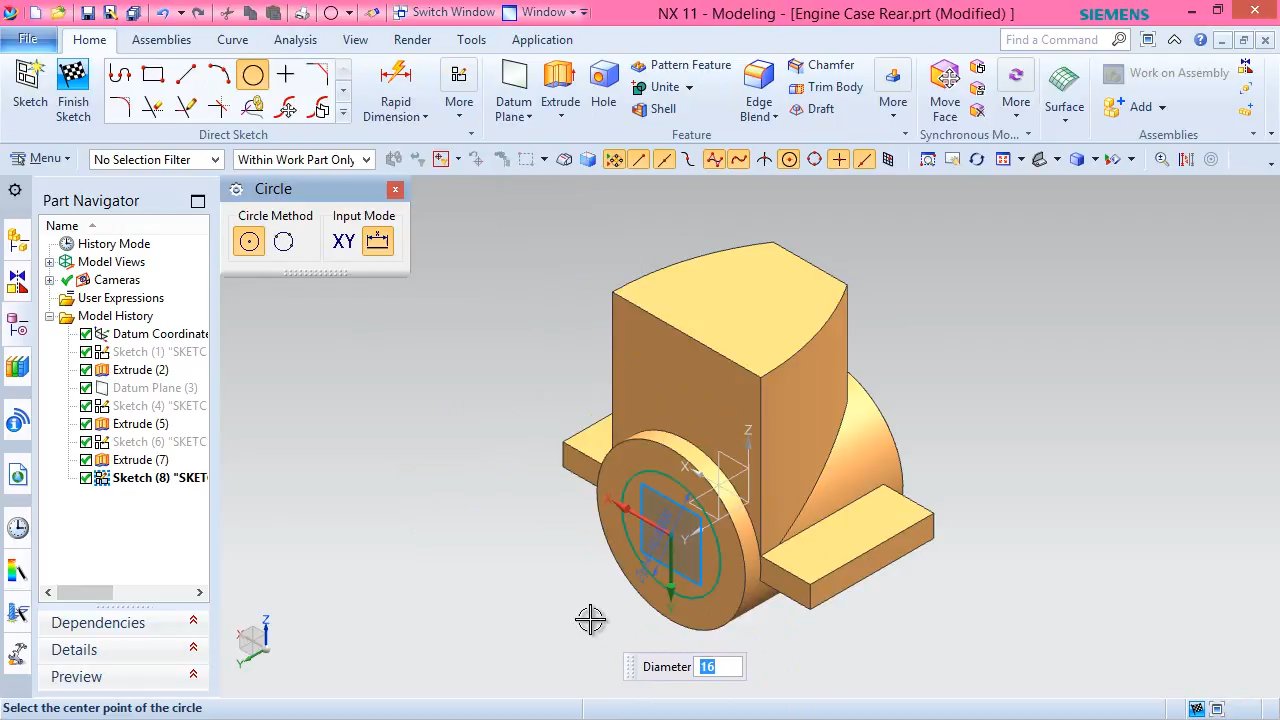 Switch Window
Window
NX 11 - Modeling - [Engine Case Rear.prt (Modified) ]
SIEMENS
File
Home
Assemblies
Curve
Analysis
View
Render
Tools
Application
Find a Command
Sketch
Finish
Sketch
Rapid
Dimension
More
Datum
Plane
Extrude
Hole
Pattern Feature
Unite
Shell
Edge
Blend
Chamfer
Trim Body
Draft
More
Move
Face
More
Surface
Work on Assembly
Add
Direct Sketch
Feature
Synchronous Mo...
Assemblies
Menu
No Selection Filter
Within Work Part Only
Part Navigator
Name
History Mode
Model Views
Cameras
User Expressions
Model History
Datum Coordinate
Sketch (1) "SKETC
Extrude (2)
Datum Plane (3)
Sketch (4) "SKETC
Extrude (5)
Sketch (6) "SKETC
Extrude (7)
Sketch (8) "SKET
Dependencies
Details
Preview
Circle
Circle Method
Input Mode
XY
Z
X
Y
X
Z
X
Y
Diameter 16
Select the center point of the circle